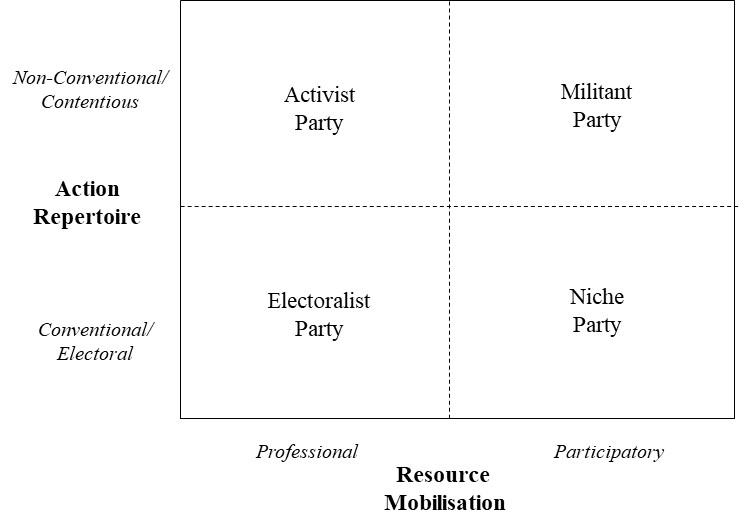 Non-Conventional/
Contentious
Activist
Party
Militant
Party
Action
Repertoire
Conventional/
Electoral
Electoralist
Party
Niche
Party
Professional
Participatory
Resource
Mobilisation